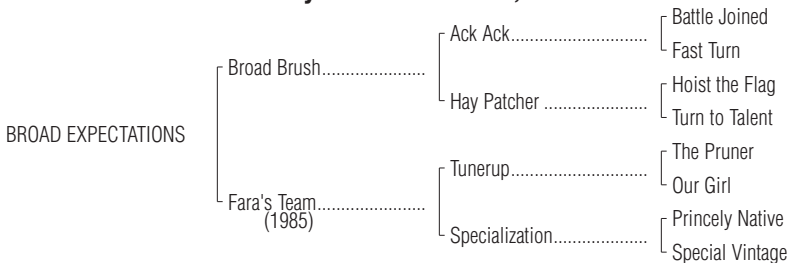 Battle Joined
Ack Ack.............................
Fast Turn
Broad Brush......................
Hoist the Flag
Hay Patcher ......................
Turn to Talent
BROAD EXPECTATIONS
The Pruner
Tunerup.............................
Our Girl
Fara's Team.......................
(1985)
Princely Native
Specialization....................
Special Vintage